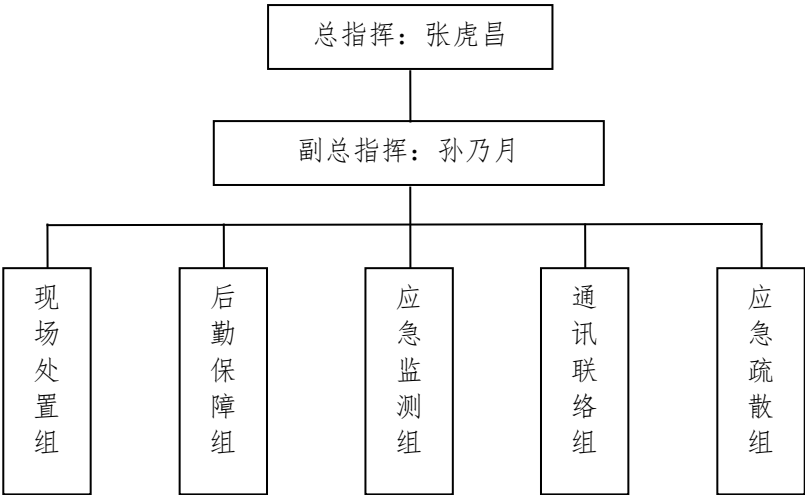 总指挥：张虎昌
副总指挥：孙乃月
现场处置组
后勤保障组
应急监测组
通讯联络组
应急疏散组